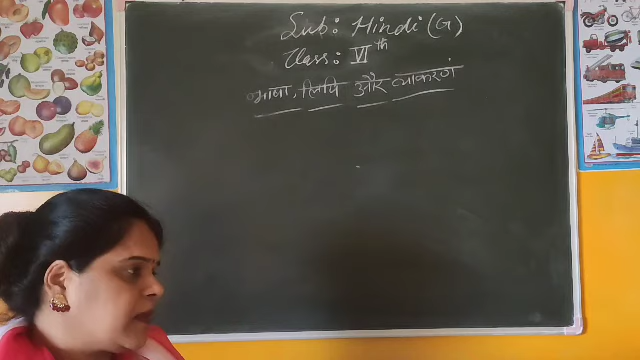 Sub: Hindi (G)
Class: VIth
भाषा, लिपि और व्याकरण